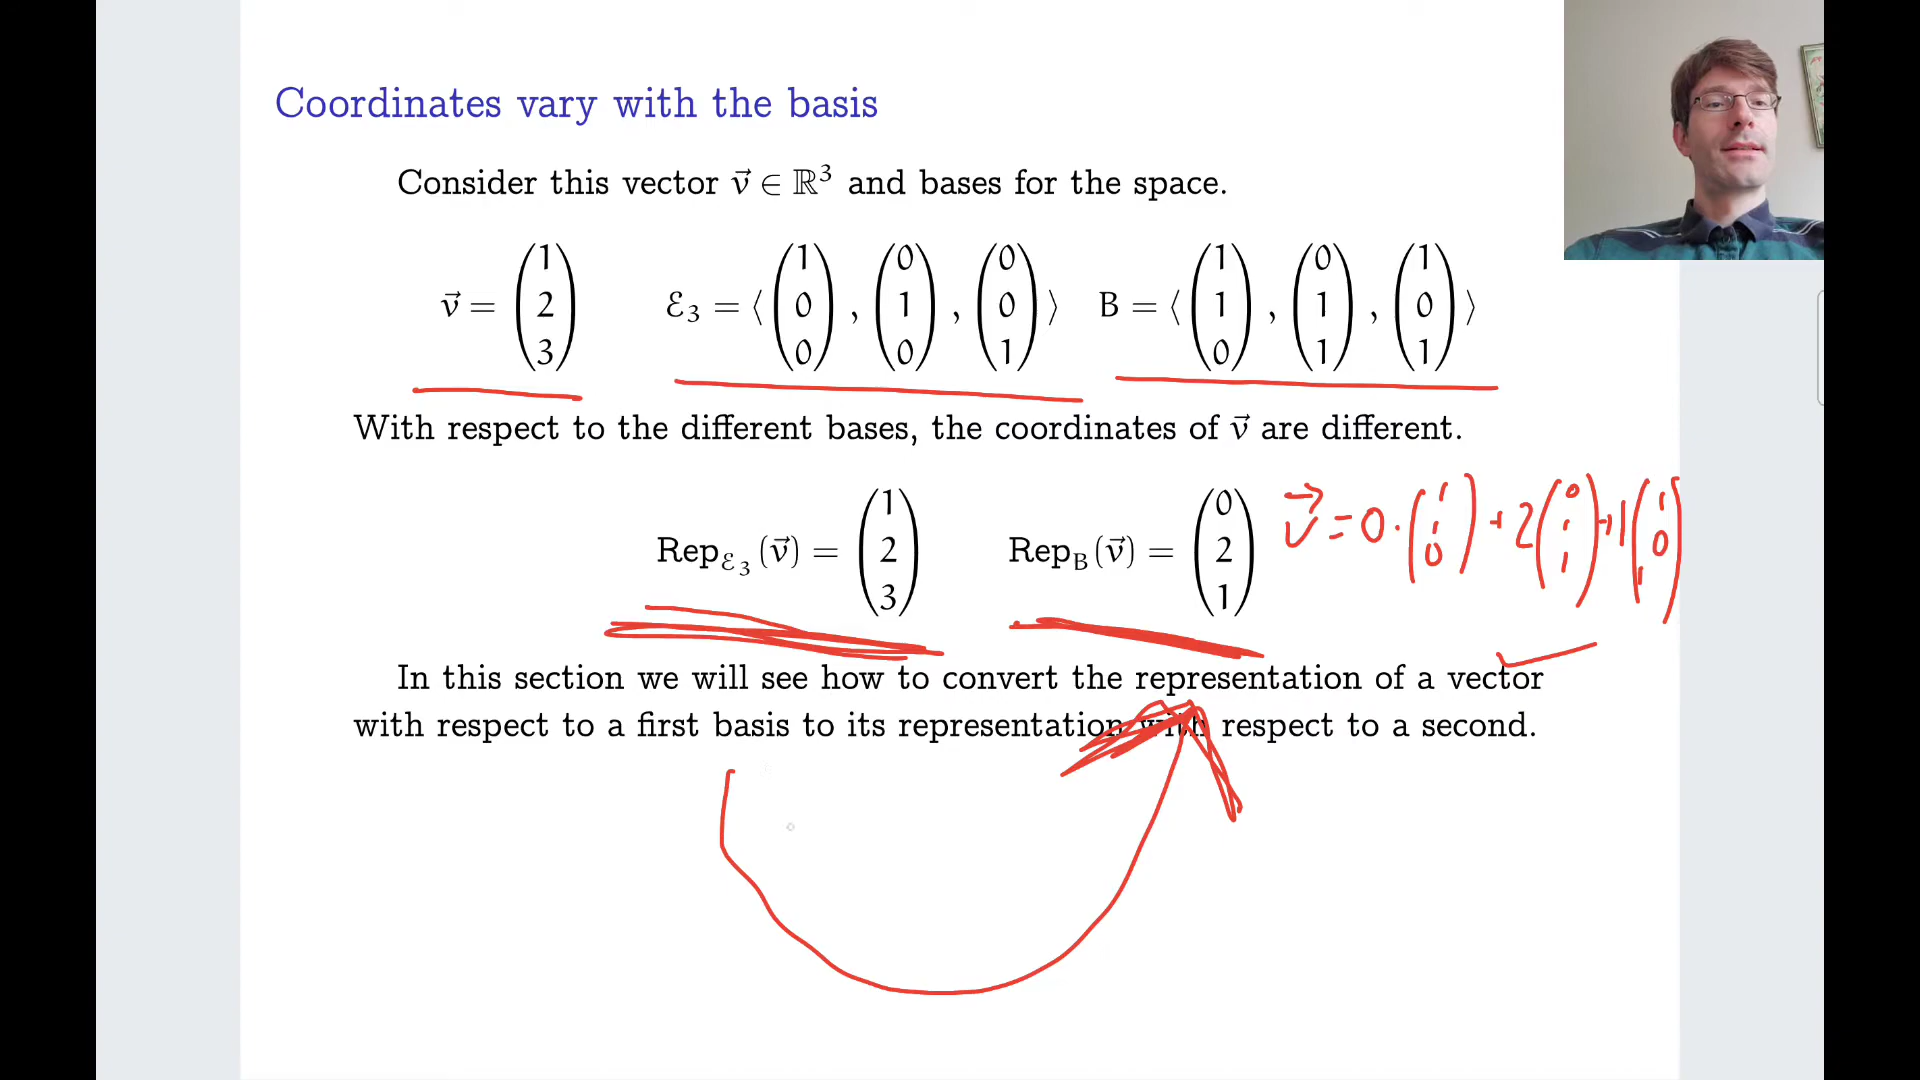 Coordinates vary with the basis
Consider this vector v⃗ ∈ ℝ³ and bases for the space.
v⃗ = (1 2 3) ℰ₃ = ⟨(1 0 0), (0 1 0), (0 0 1)⟩ B = ⟨(1 1 0), (0 1 1), (1 0 1)⟩
With respect to the different bases, the coordinates of v⃗ are different.
Rep_ℰ₃(v⃗) = (1 2 3) Rep_B(v⃗) = (0 2 1) v⃗ = 0·(1 1 0) + 2(0 1 1) + 1(1 0 1)
In this section we will see how to convert the representation of a vector
with respect to a first basis to its representation with respect to a second.